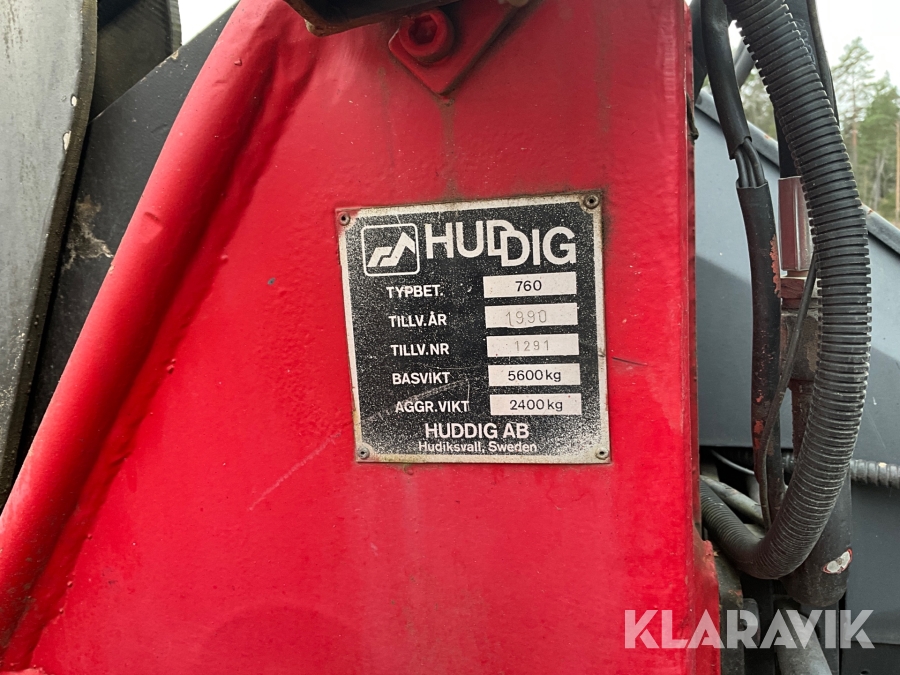 HUDDIG
TYPBET. 760
TILLV.ÅR 1990
TILLV.NR 1291
BASVIKT 5600kg
AGGR.VIKT 2400kg
HUDDIG AB
Hudiksvall, Sweden
KLARAVIK